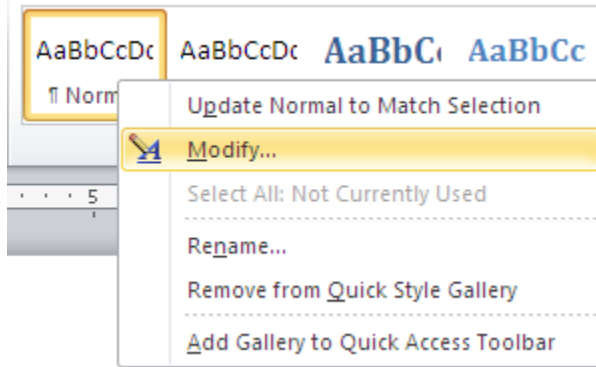 AaBbCcDc AaBbCcDc AaBbC AaBbCc
¶ Norm
Update Normal to Match Selection
Modify...
5
Select All: Not Currently Used
Rename...
Remove from Quick Style Gallery
Add Gallery to Quick Access Toolbar